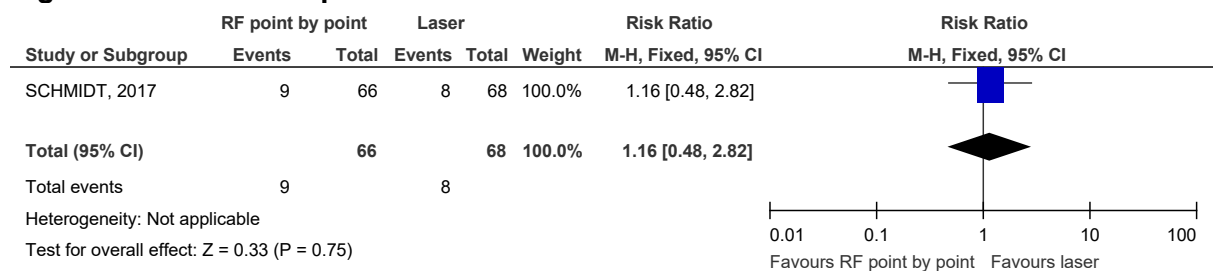 RF point by point Laser Risk Ratio Risk Ratio
Study or Subgroup Events Total Events Total Weight M-H, Fixed, 95% CI M-H, Fixed, 95% CI
SCHMIDT, 2017 9 66 8 68 100.0% 1.16 [0.48, 2.82]
Total (95% CI) 66 68 100.0% 1.16 [0.48, 2.82]
Total events 9 8
Heterogeneity: Not applicable
Test for overall effect: Z = 0.33 (P = 0.75)
0.01 0.1 1 10 100
Favours RF point by point Favours laser